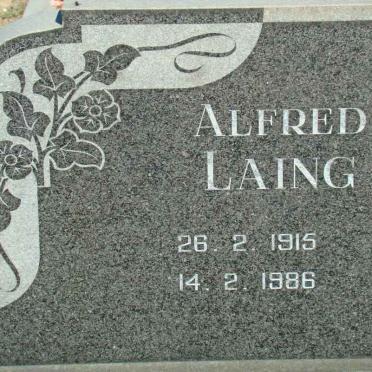 ALFRED
LAING
26. 2. 1915
14. 2. 1986